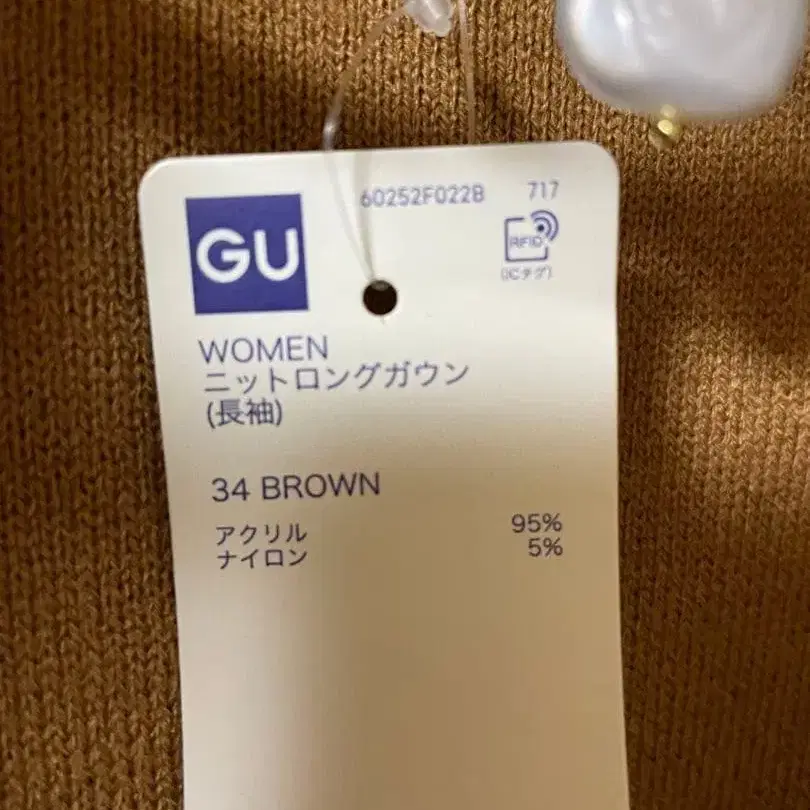 60252F022B 717
GU
RFID
(ICタグ)
WOMEN
ニットロングガウン
(長袖)
34 BROWN
アクリル 95%
ナイロン 5%